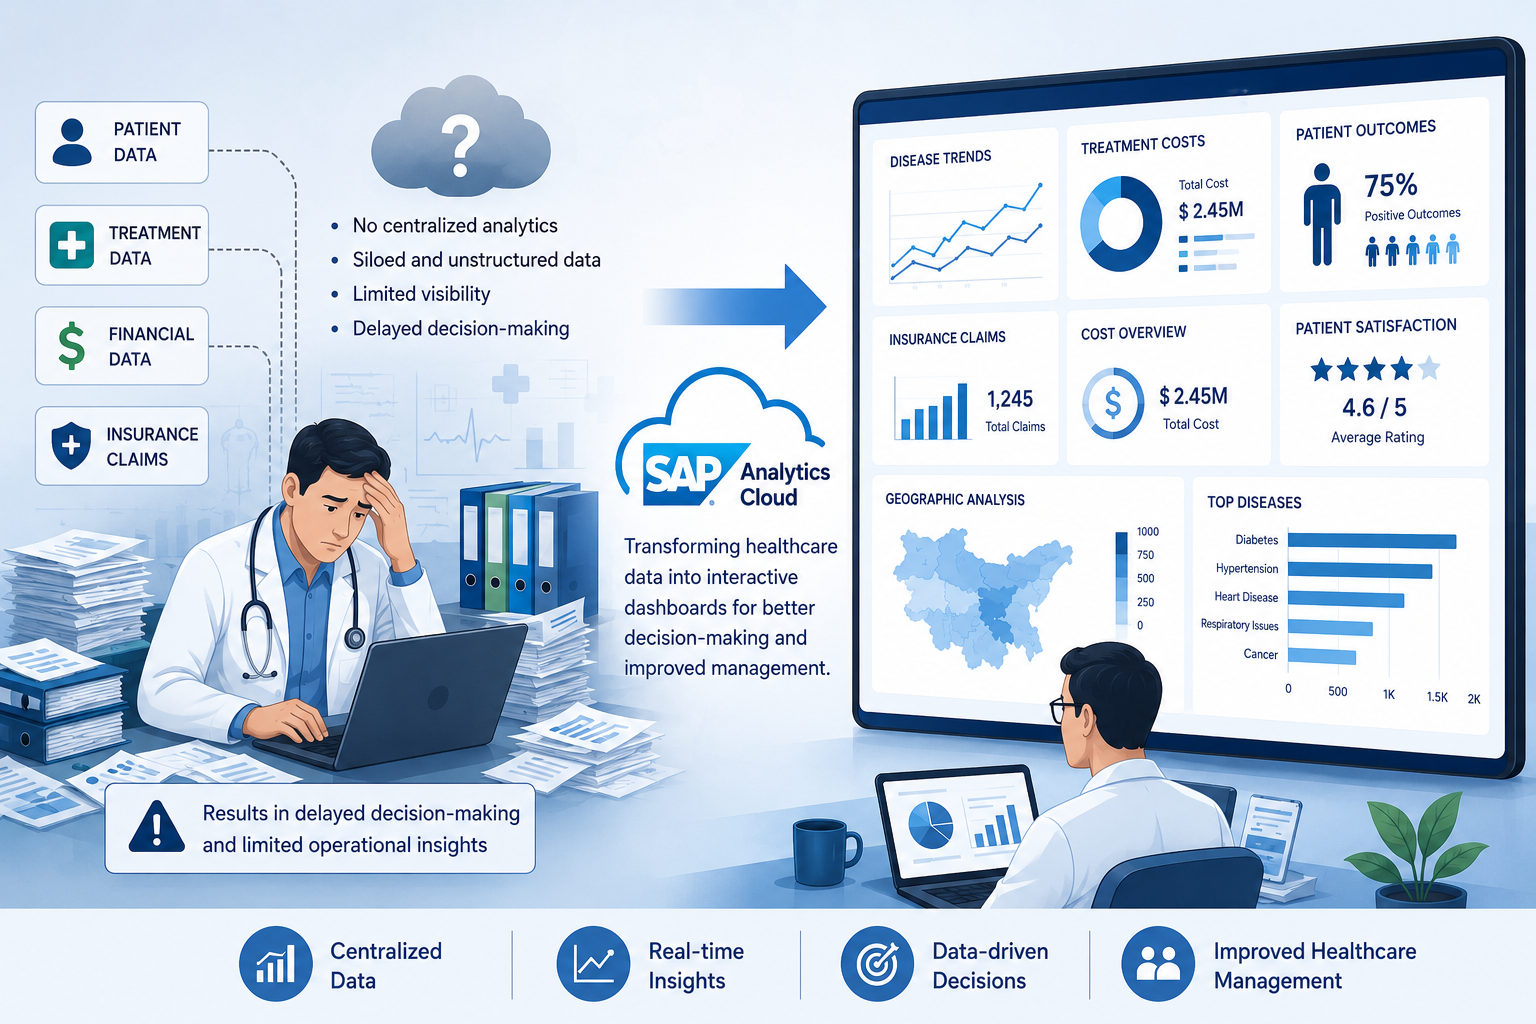 PATIENT
DATA
TREATMENT
DATA
FINANCIAL
DATA
INSURANCE
CLAIMS
?
• No centralized analytics
• Siloed and unstructured data
• Limited visibility
• Delayed decision-making
Results in delayed decision-making
and limited operational insights
SAP
Analytics
Cloud
Transforming healthcare
data into interactive
dashboards for better
decision-making and
improved management.
DISEASE TRENDS
TREATMENT COSTS
Total Cost
$ 2.45M
PATIENT OUTCOMES
75%
Positive Outcomes
INSURANCE CLAIMS
1,245
Total Claims
COST OVERVIEW
$
$ 2.45M
Total Cost
PATIENT SATISFACTION
4.6 / 5
Average Rating
GEOGRAPHIC ANALYSIS
1000
750
500
250
0
TOP DISEASES
Diabetes
Hypertension
Heart Disease
Respiratory Issues
Cancer
0 500 1K 1.5K 2K
Centralized
Data
Real-time
Insights
Data-driven
Decisions
Improved Healthcare
Management